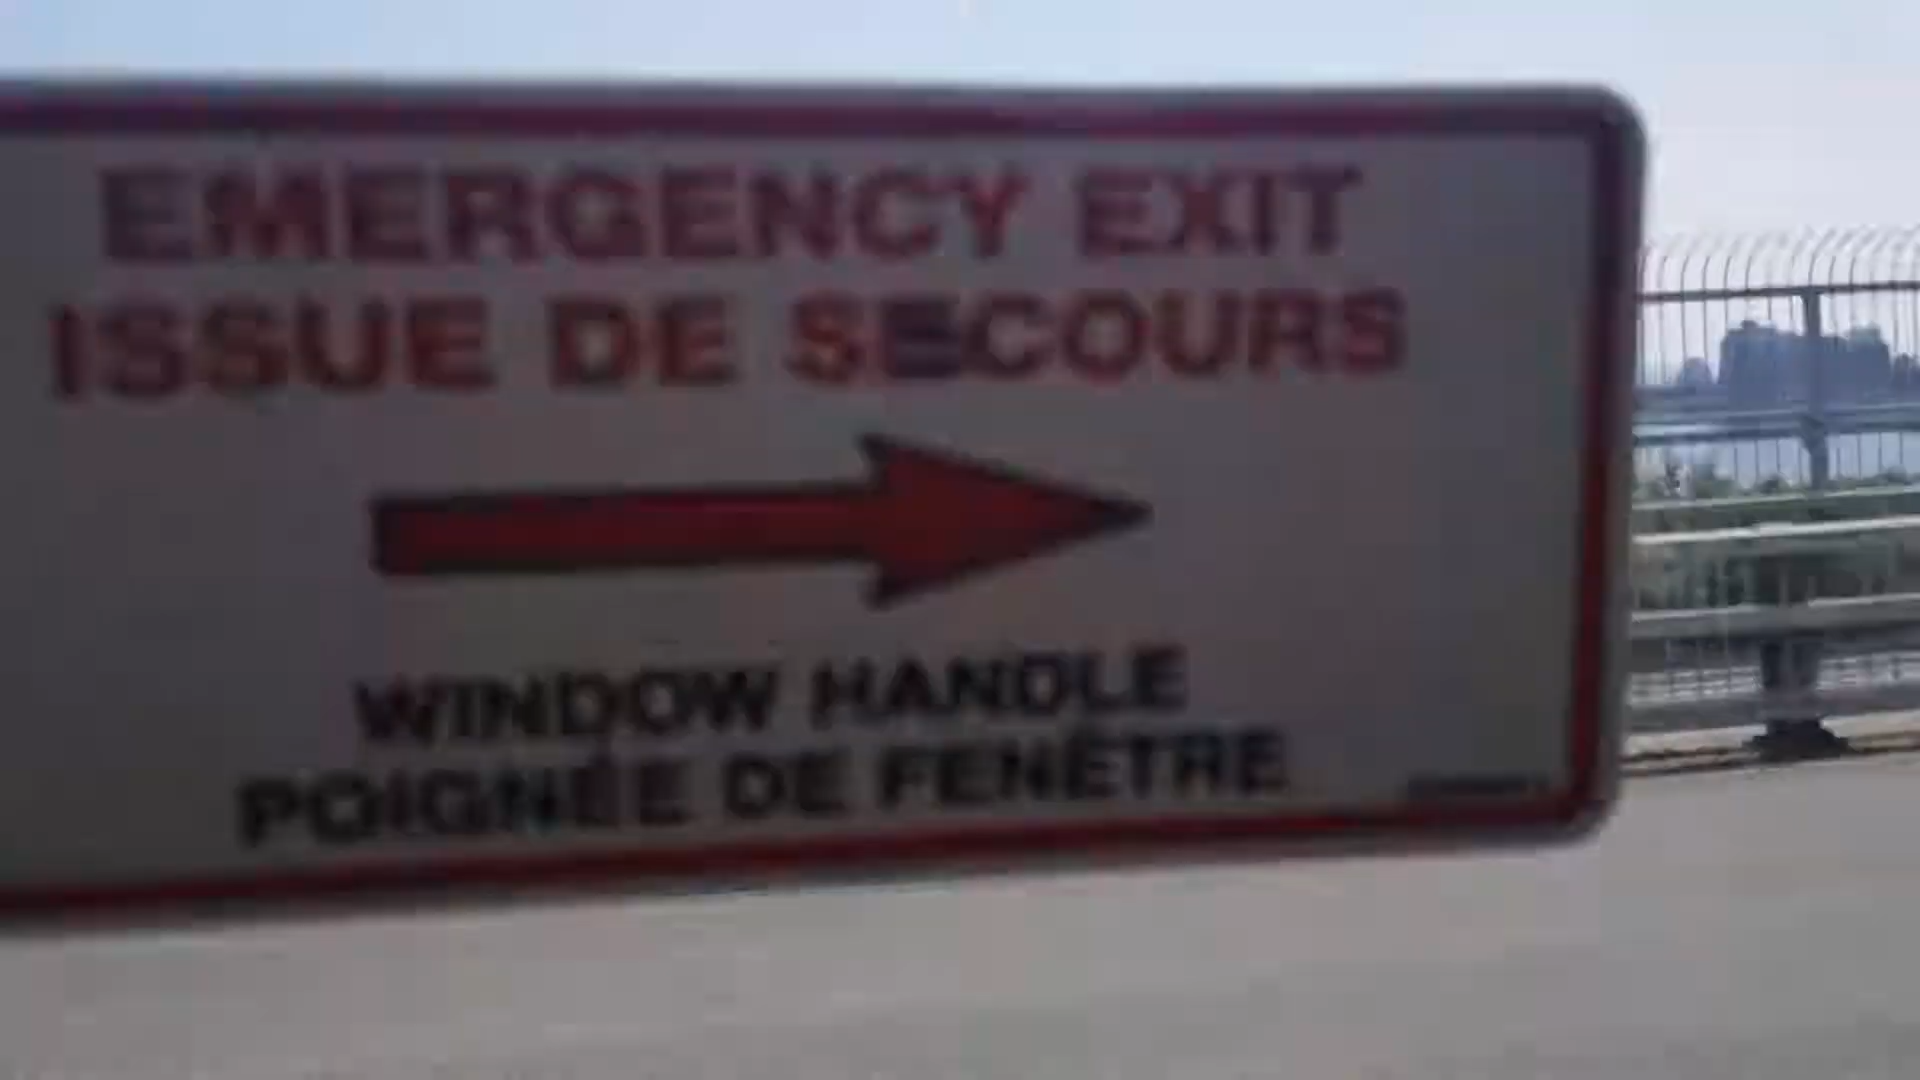 EMERGENCY EXIT
ISSUE DE SECOURS
WINDOW HANDLE
POIGNÉE DE FENÊTRE